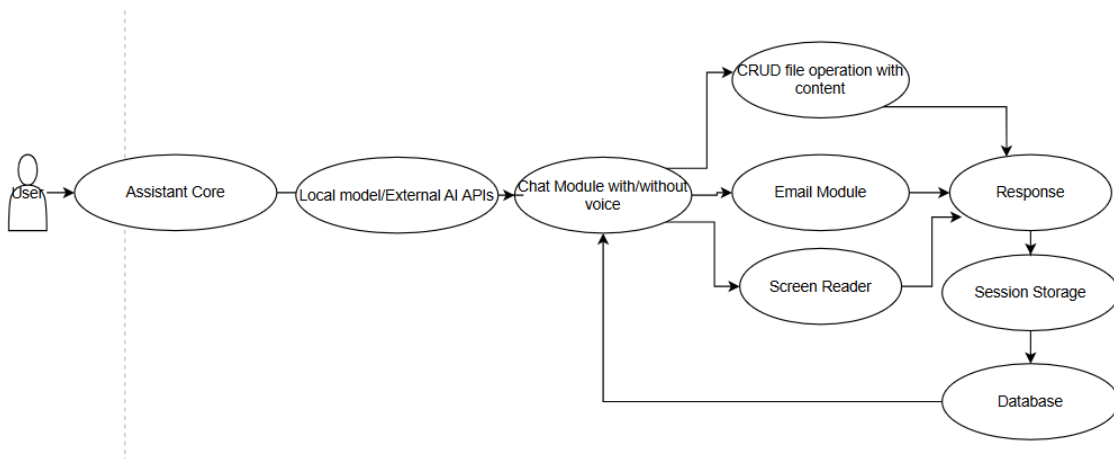 User
Assistant Core
Local model/External AI APIs
Chat Module with/without
voice
CRUD file operation with
content
Email Module
Screen Reader
Response
Session Storage
Database